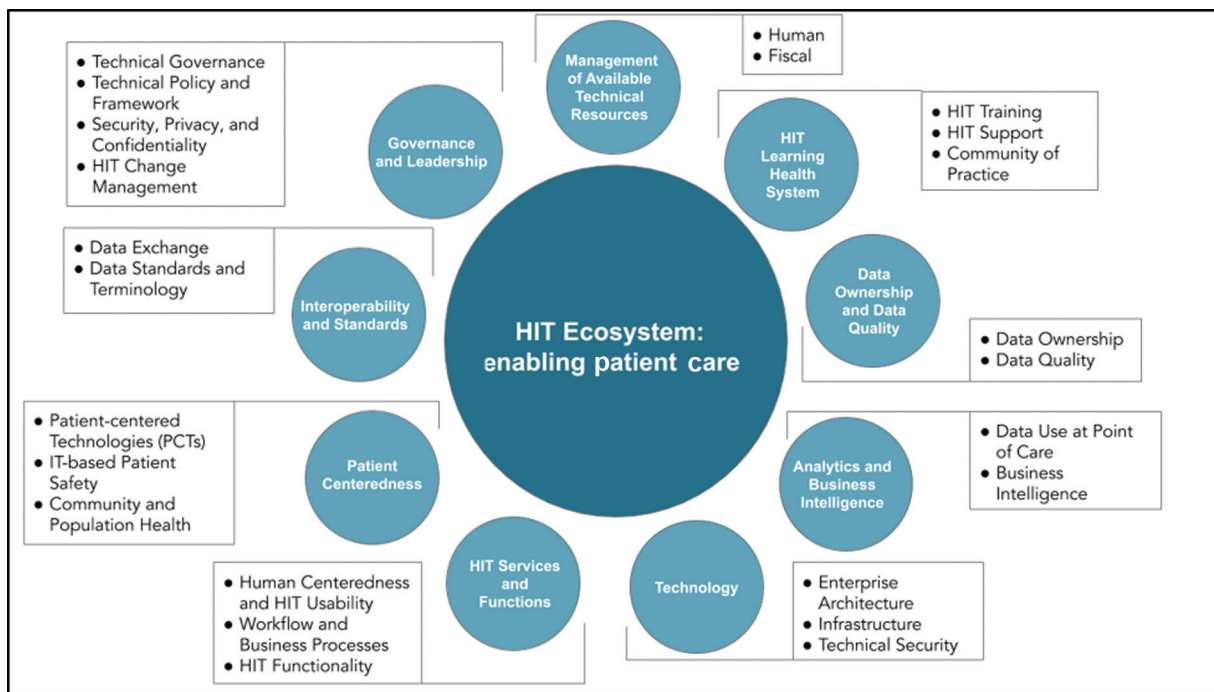 ● Human
● Fiscal
Management
of Available
Technical
Resources
● Technical Governance
● Technical Policy and
Framework
● Security, Privacy, and
Confidentiality
● HIT Change
Management
Governance
and Leadership
HIT
Learning
Health
System
● HIT Training
● HIT Support
● Community of
Practice
● Data Exchange
● Data Standards and
Terminology
Interoperability
and Standards
Data
Ownership
and Data
Quality
● Data Ownership
● Data Quality
HIT Ecosystem:
enabling patient care
● Patient-centered
Technologies (PCTs)
● IT-based Patient
Safety
● Community and
Population Health
Patient
Centeredness
Analytics and
Business
Intelligence
● Data Use at Point
of Care
● Business
Intelligence
● Human Centeredness
and HIT Usability
● Workflow and
Business Processes
● HIT Functionality
HIT Services
and
Functions
Technology
● Enterprise
Architecture
● Infrastructure
● Technical Security